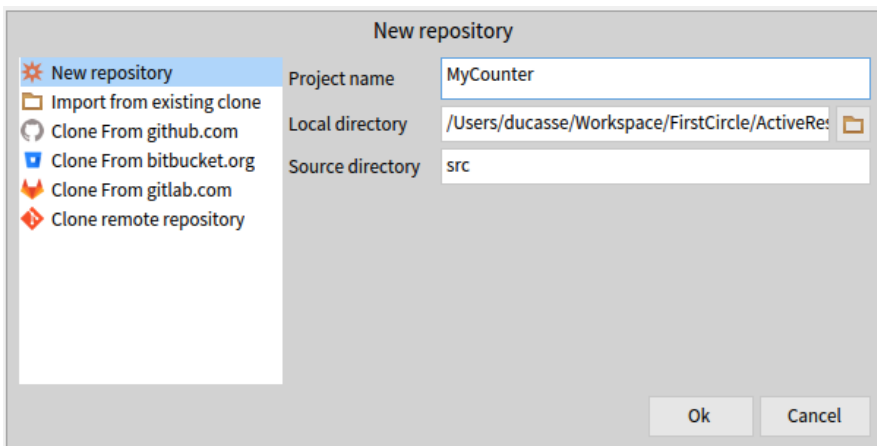 New repository
New repository
Import from existing clone
Clone From github.com
Clone From bitbucket.org
Clone From gitlab.com
Clone remote repository
Project name MyCounter
Local directory /Users/ducasse/Workspace/FirstCircle/ActiveRes
Source directory src
Ok Cancel